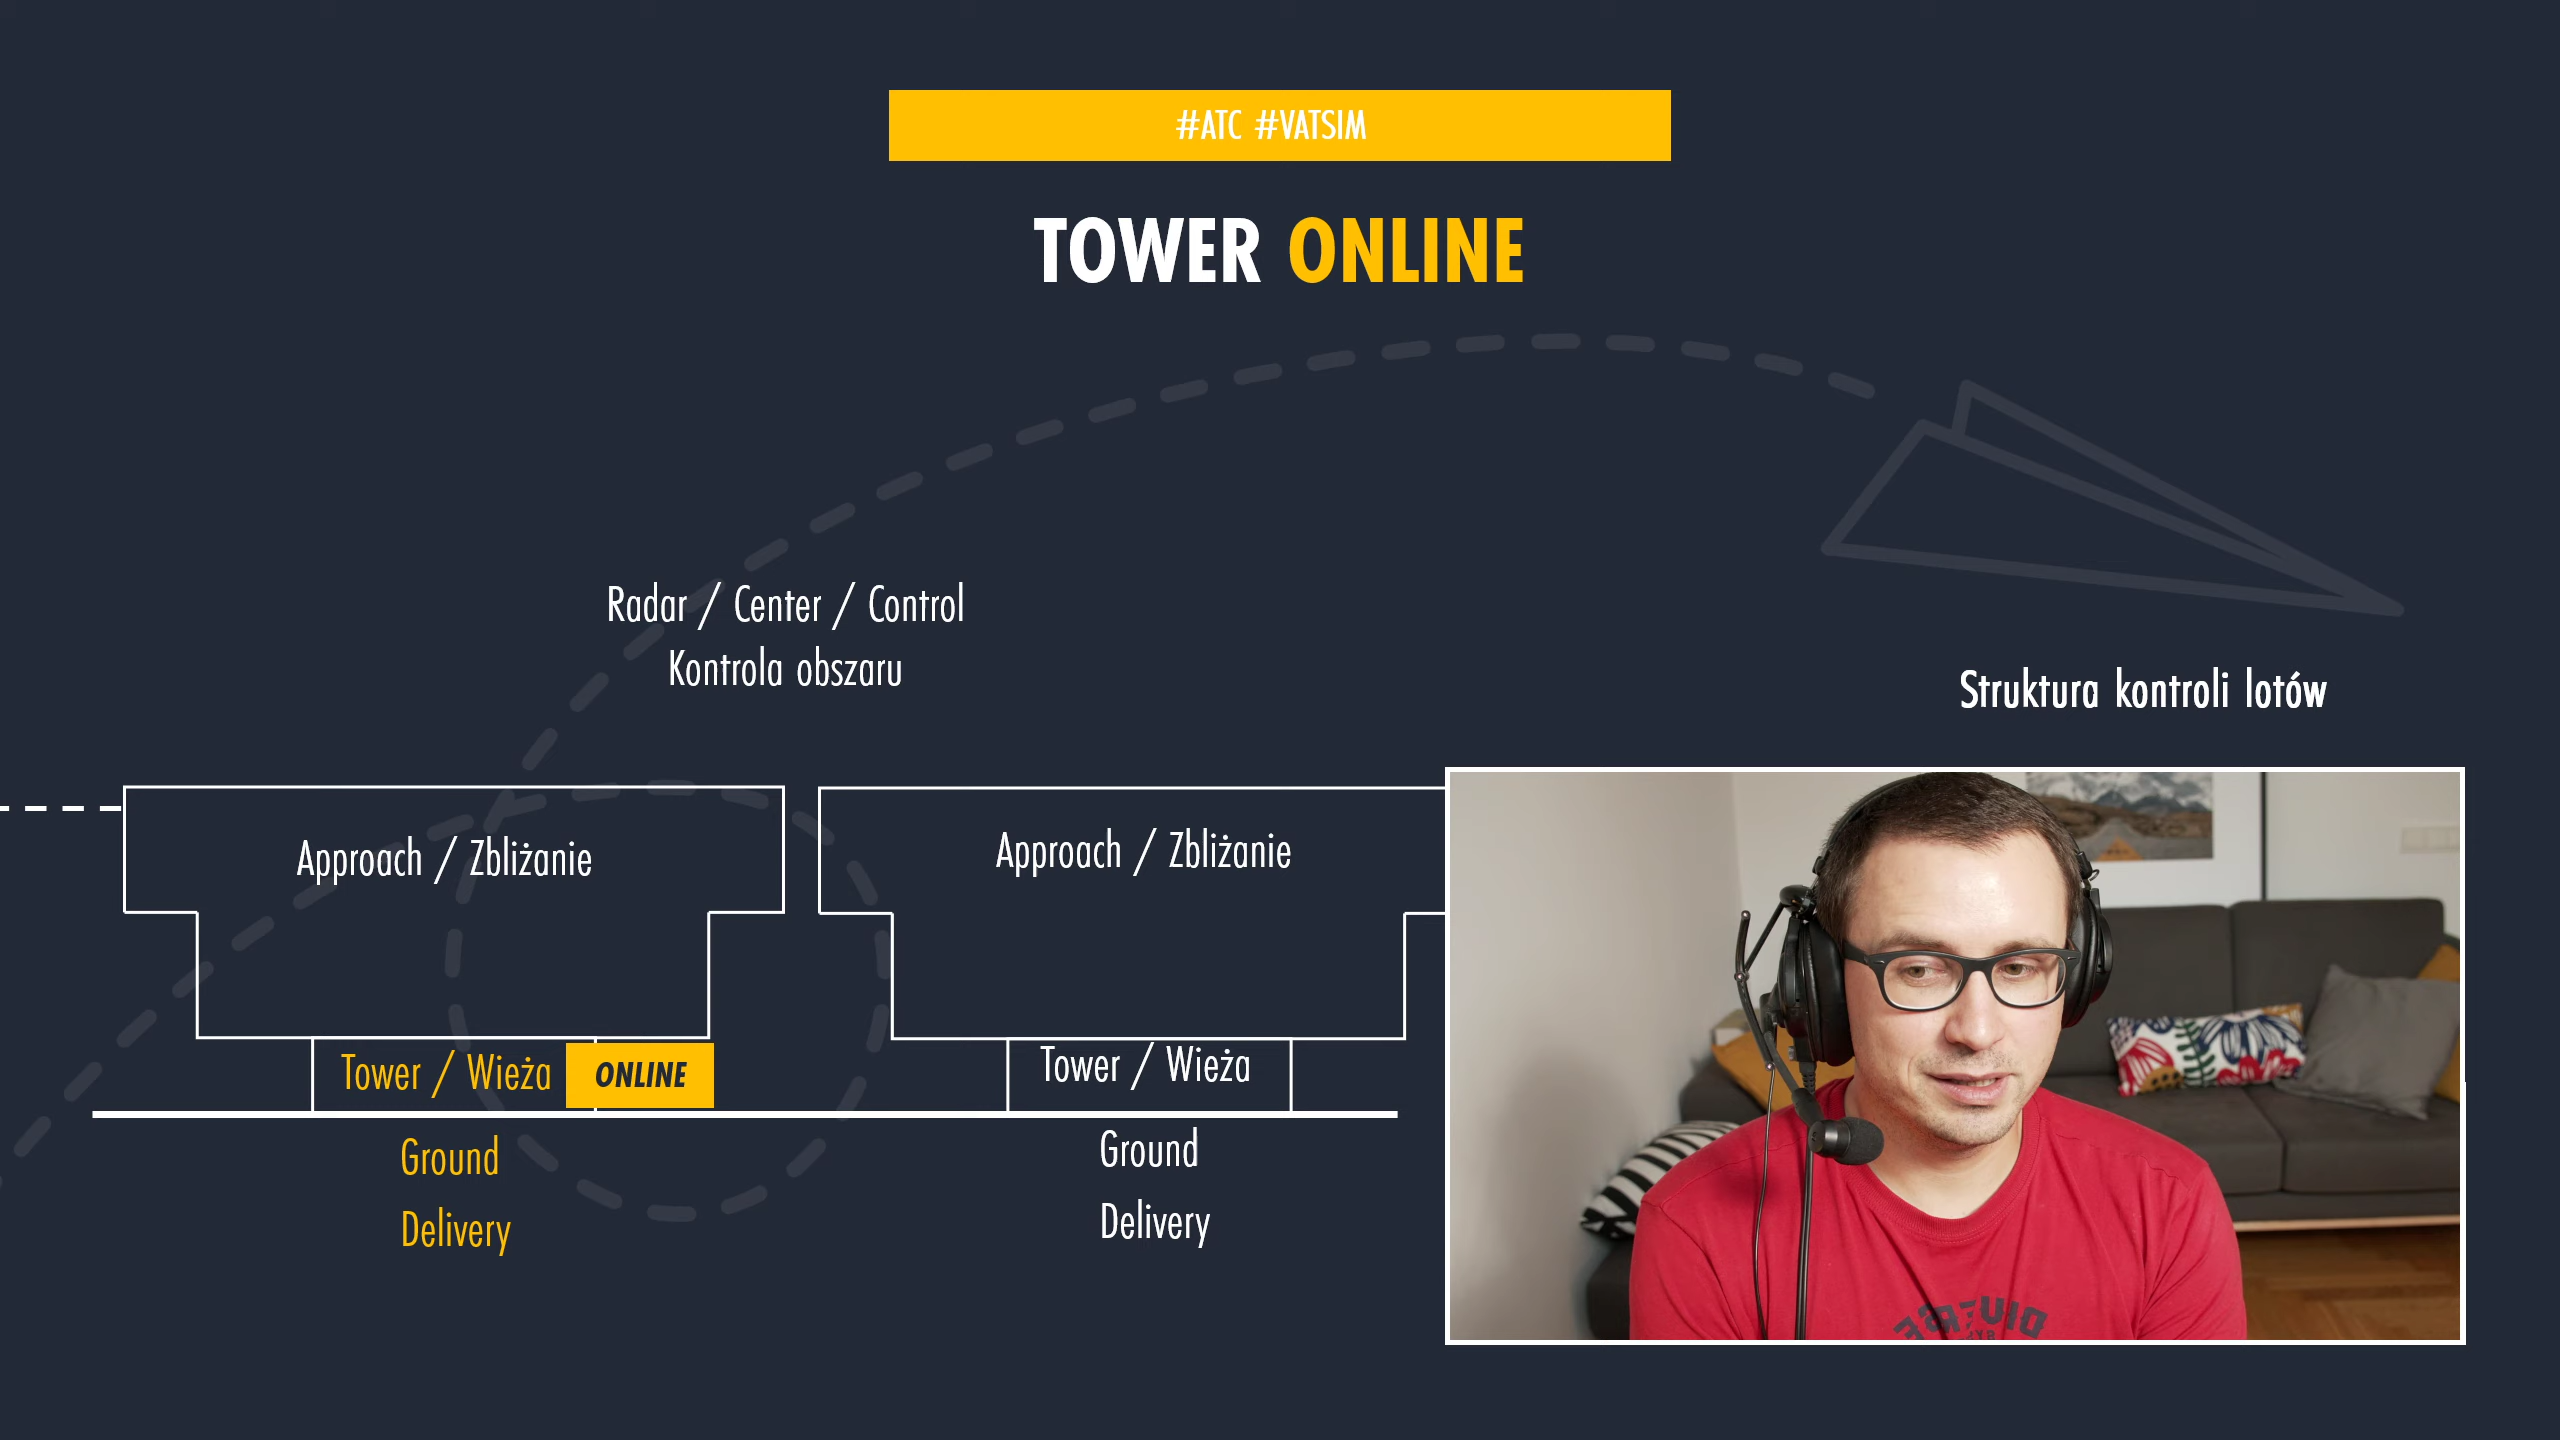 #ATC #VATSIM
TOWER ONLINE
Radar / Center / Control
Kontrola obszaru
Struktura kontroli lotów
Approach / Zbliżanie
Approach / Zbliżanie
Tower / Wieża
ONLINE
Tower / Wieża
Ground
Ground
Delivery
Delivery